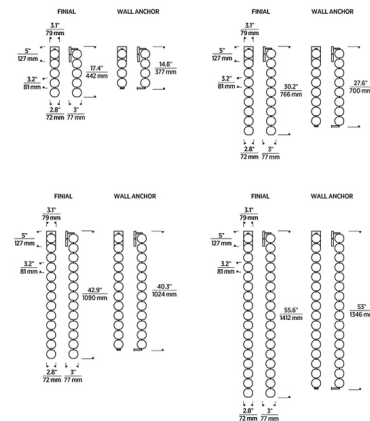 FINIAL WALL ANCHOR
3.1"
79 mm
5"
127 mm
3.2"
81 mm
17.4"
442 mm
14.8"
377 mm
2.8" 3"
72 mm 77 mm
FINIAL WALL ANCHOR
3.1"
79 mm
5"
127 mm
3.2"
81 mm
30.2"
766 mm
27.6"
700 mm
2.8" 3"
72 mm 77 mm
FINIAL WALL ANCHOR
3.1"
79 mm
5"
127 mm
3.2"
81 mm
42.9"
1090 mm
40.3"
1024 mm
2.8" 3"
72 mm 77 mm
FINIAL WALL ANCHOR
3.1"
79 mm
5"
127 mm
3.2"
81 mm
55.6"
1412 mm
53"
1346 mm
2.8" 3"
72 mm 77 mm